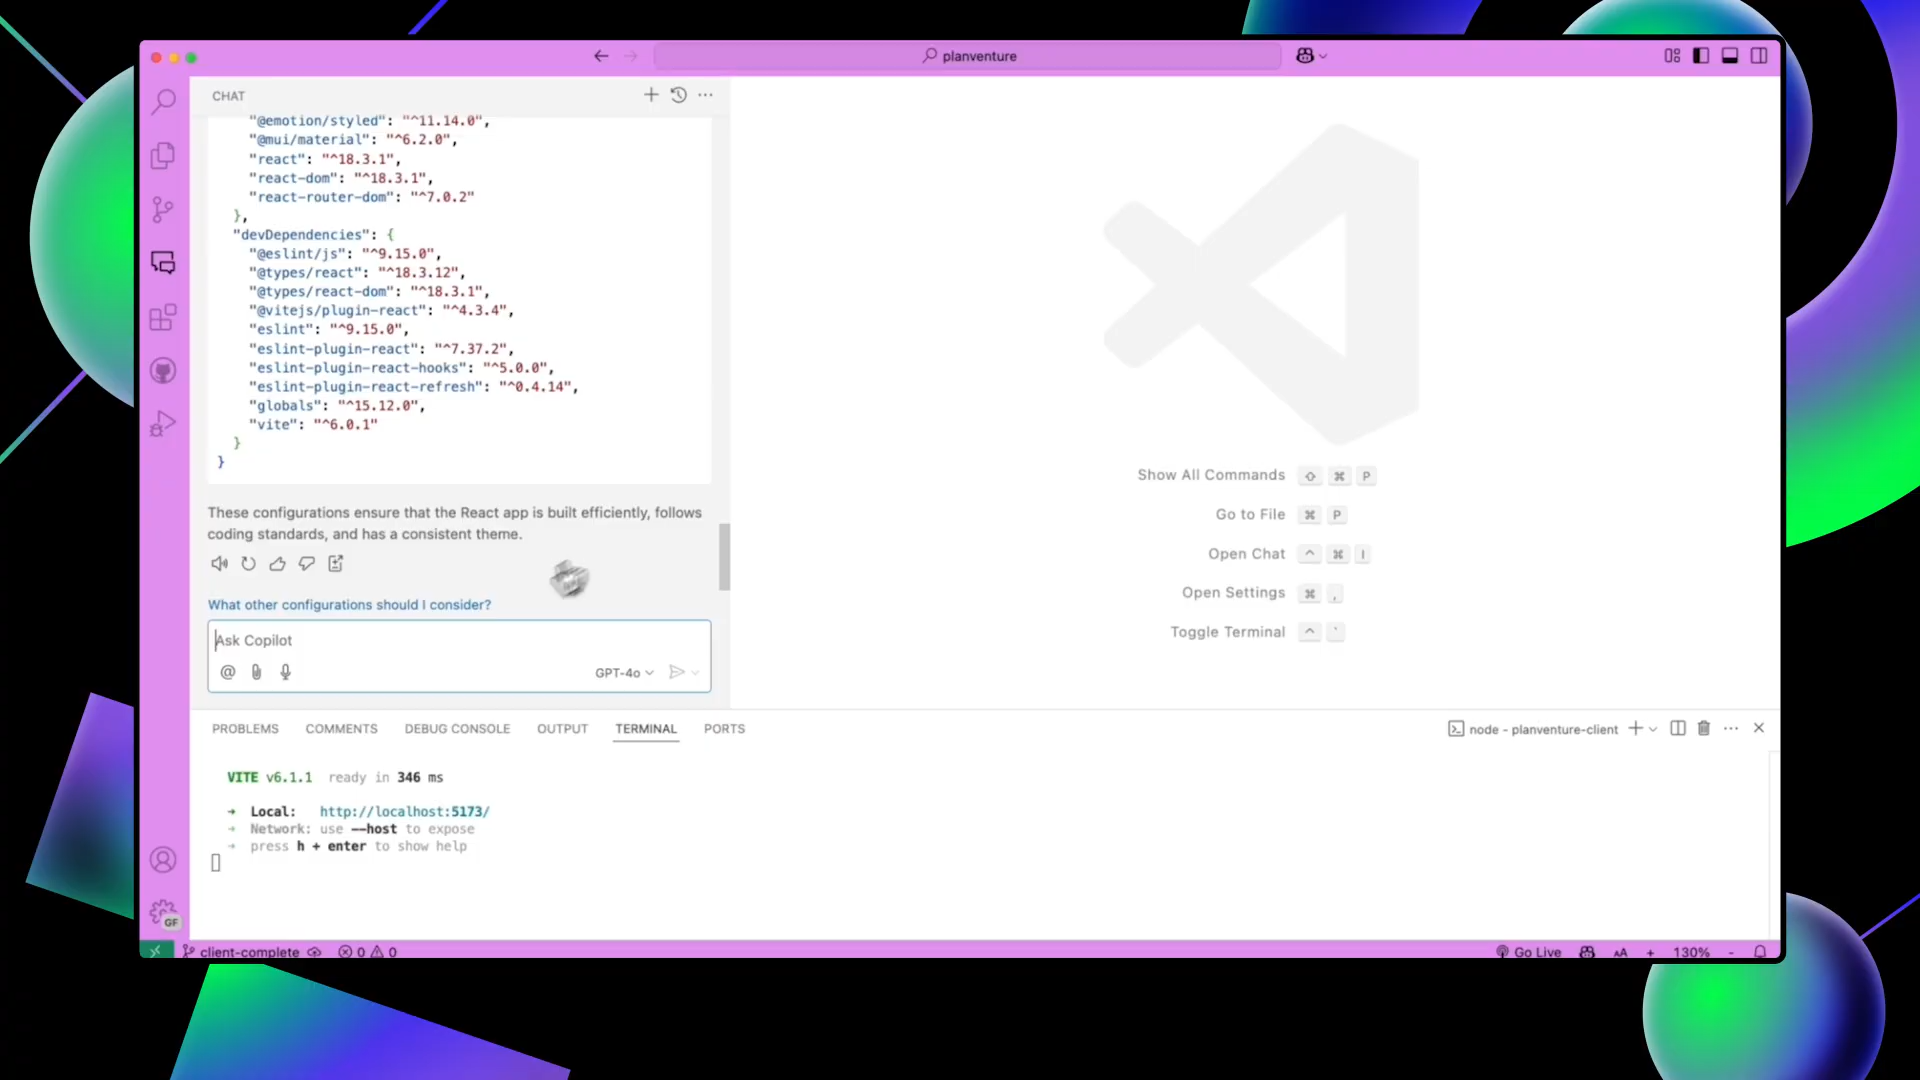 planventure
CHAT
"@emotion/styled": "^11.14.0",
"@mui/material": "^6.2.0",
"react": "^18.3.1",
"react-dom": "^18.3.1",
"react-router-dom": "^7.0.2"
},
"devDependencies": {
"@eslint/js": "^9.15.0",
"@types/react": "^18.3.12",
"@types/react-dom": "^18.3.1",
"@vitejs/plugin-react": "^4.3.4",
"eslint": "^9.15.0",
"eslint-plugin-react": "^7.37.2",
"eslint-plugin-react-hooks": "^5.0.0",
"eslint-plugin-react-refresh": "^0.4.14",
"globals": "^15.12.0",
"vite": "^6.0.1"
}
}
These configurations ensure that the React app is built efficiently, follows
coding standards, and has a consistent theme.
What other configurations should I consider?
Ask Copilot
GPT-4o
Show All Commands ⇧ ⌘ P
Go to File ⌘ P
Open Chat ^ ⌘ I
Open Settings ⌘ ,
Toggle Terminal ^ `
PROBLEMS COMMENTS DEBUG CONSOLE OUTPUT TERMINAL PORTS
node - planventure-client
VITE v6.1.1 ready in 346 ms
➜ Local: http://localhost:5173/
➜ Network: use --host to expose
➜ press h + enter to show help
GF
client-complete 0 0
Go Live AA + 130% -